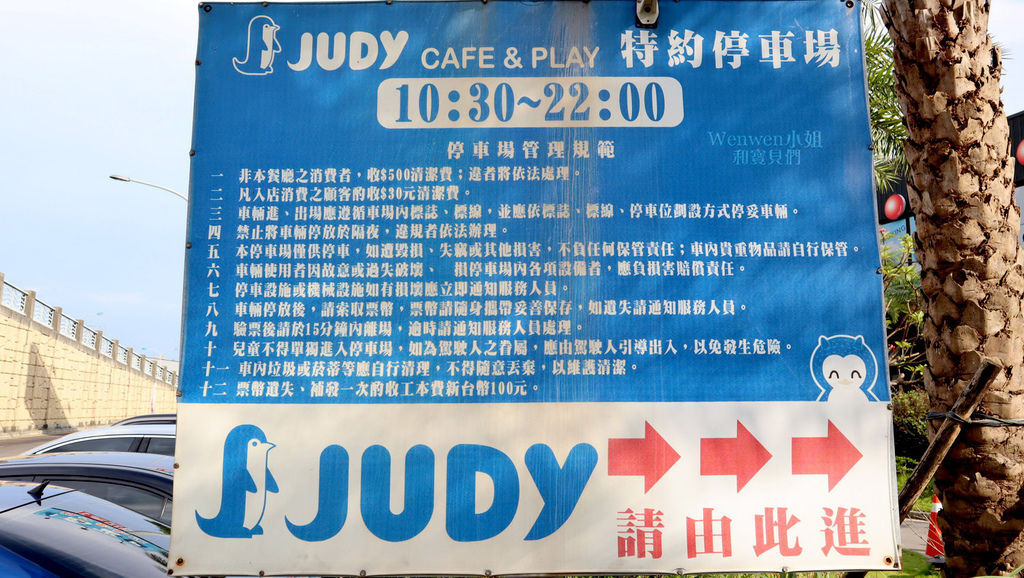 JUDY CAFE & PLAY 特約停車場
10:30~22:00
Wenwen小姐
和寶貝們
停車場管理規範
一 非本餐廳之消費者，收$500清潔費；違者將依法處理。
二 凡入店消費之顧客酌收$30元清潔費。
三 車輛進、出場應遵循車場內標誌、標線，並應依標誌、標線、停車位劃設方式停妥車輛。
四 禁止將車輛停放於隔夜，違規者依法辦理。
五 本停車場僅供停車，如遭毀損、失竊或其他損害，不負任何保管責任；車內貴重物品請自行保管。
六 車輛使用者因故意或過失破壞、 損停車場內各項設備者，應負損害賠償責任。
七 停車設施或機械設施如有損壞應立即通知服務人員。
八 車輛停放後，請索取票幣，票幣請隨身攜帶妥善保存，如遺失請通知服務人員。
九 驗票後請於15分鐘內離場，逾時請通知服務人員處理。
十 兒童不得單獨進入停車場，如為駕駛人之眷屬，應由駕駛人引導出入，以免發生危險。
十一 車內垃圾或菸蒂等應自行清理，不得隨意丟棄，以維護清潔。
十二 票幣遺失、補發一次酌收工本費新台幣100元。
JUDY
請由此進